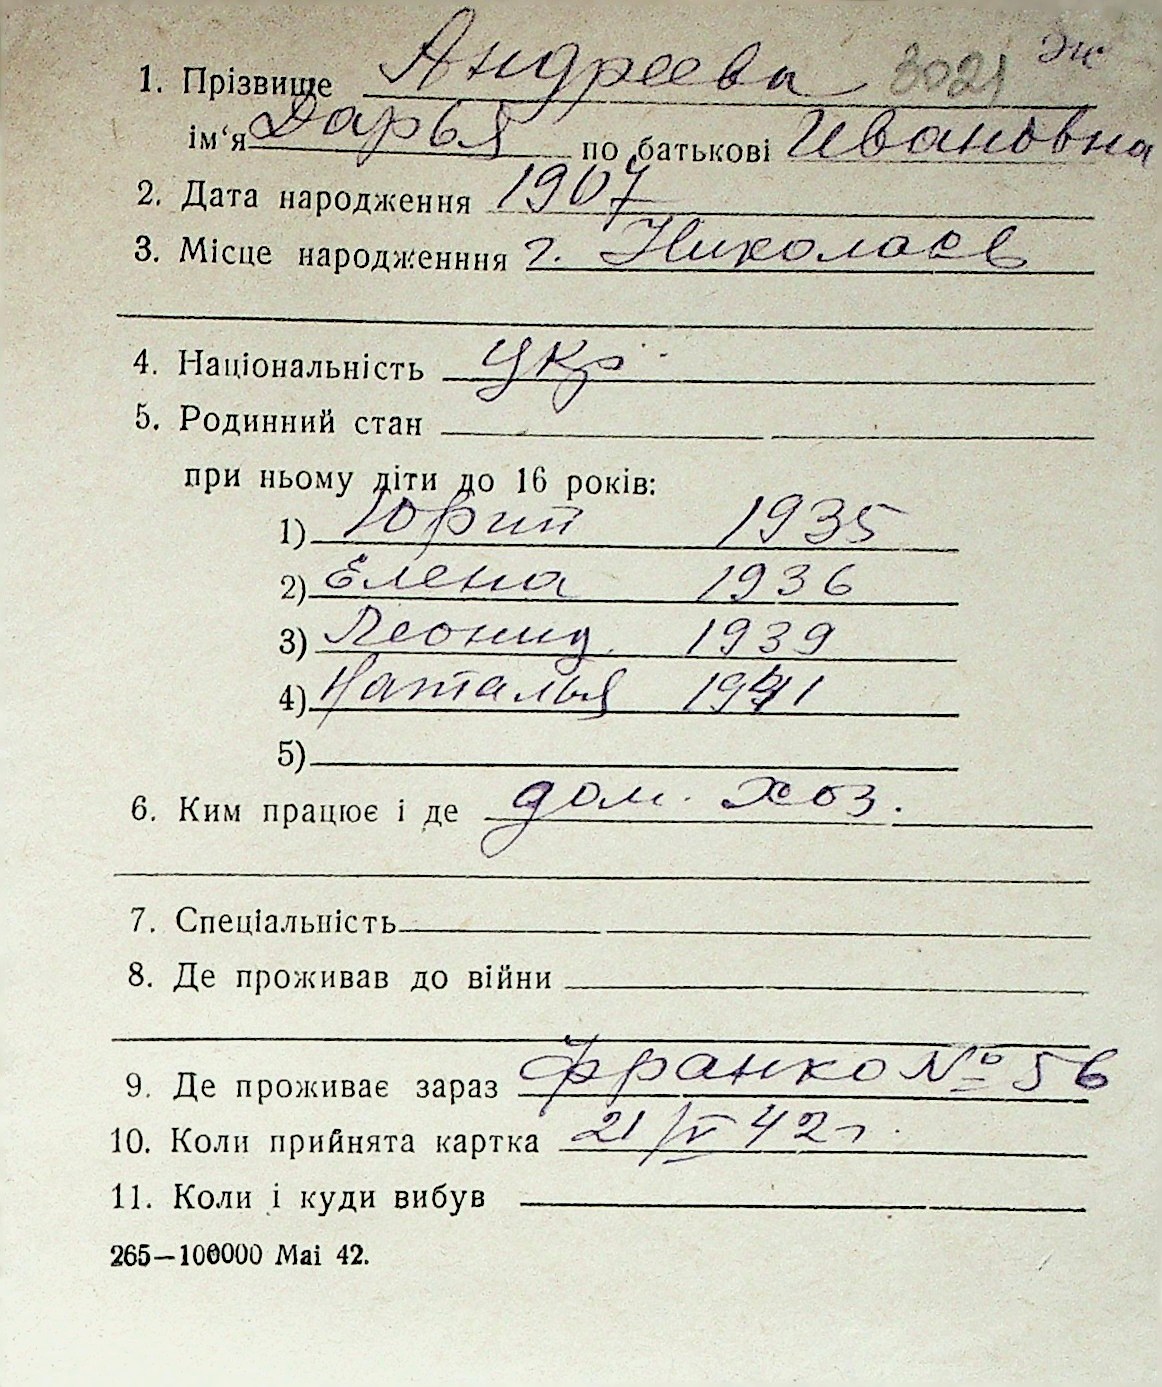 1. Прізвище Андреева 3021 Эк
ім‘я Дарья по батькові Ивановна
2. Дата народження 1907
3. Місце народженння г. Николаев
4. Національність Укр.
5. Родинний стан
при ньому діти до 16 років:
1) Юрий 1935
2) Елена 1936
3) Леонид 1939
4) Наталья 1941
5)
6. Ким працює і де дом. хоз.
7. Спеціальність
8. Де проживав до війни
9. Де проживає зараз Франко № 56
10. Коли прийнята картка 21/V 42 г.
11. Коли і куди вибув
265—100000 Маі 42.